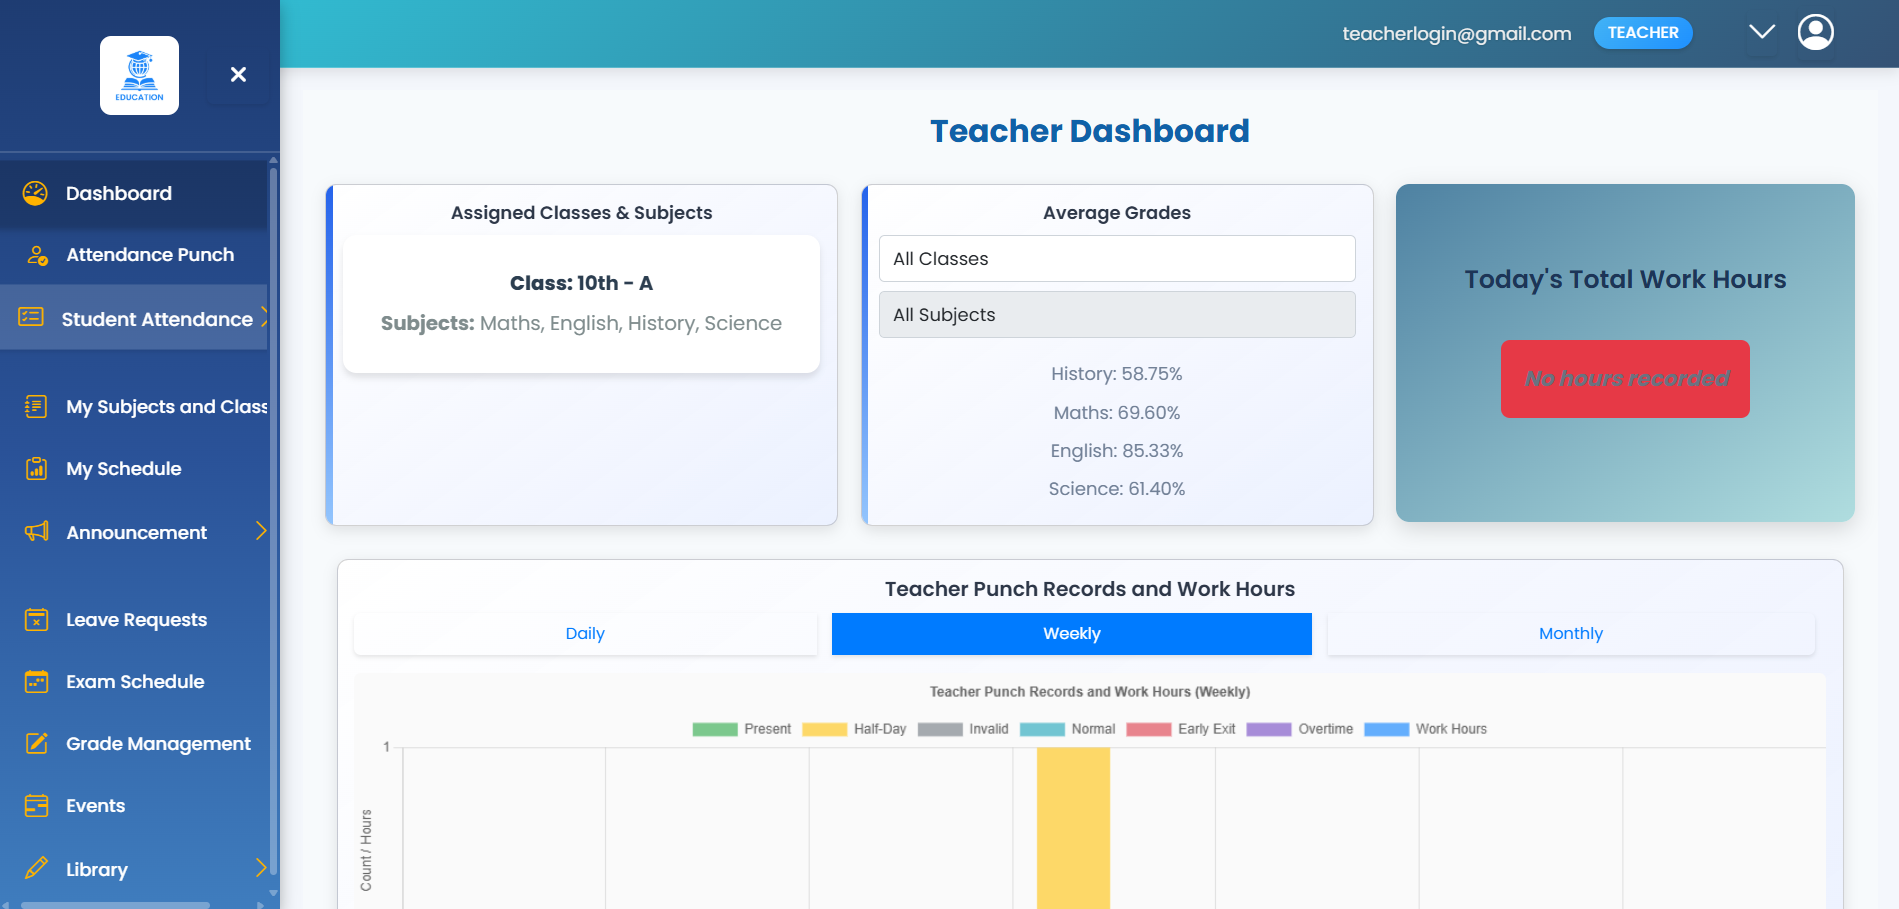 EDUCATION
Dashboard
Attendance Punch
Student Attendance
My Subjects and Class
My Schedule
Announcement
Leave Requests
Exam Schedule
Grade Management
Events
Library
teacherlogin@gmail.com TEACHER
Teacher Dashboard
Assigned Classes & Subjects
Class: 10th - A
Subjects: Maths, English, History, Science
Average Grades
All Classes
All Subjects
History: 58.75%
Maths: 69.60%
English: 85.33%
Science: 61.40%
Today's Total Work Hours
No hours recorded
Teacher Punch Records and Work Hours
Daily Weekly Monthly
Teacher Punch Records and Work Hours (Weekly)
Present Half-Day Invalid Normal Early Exit Overtime Work Hours
1
Count / Hours